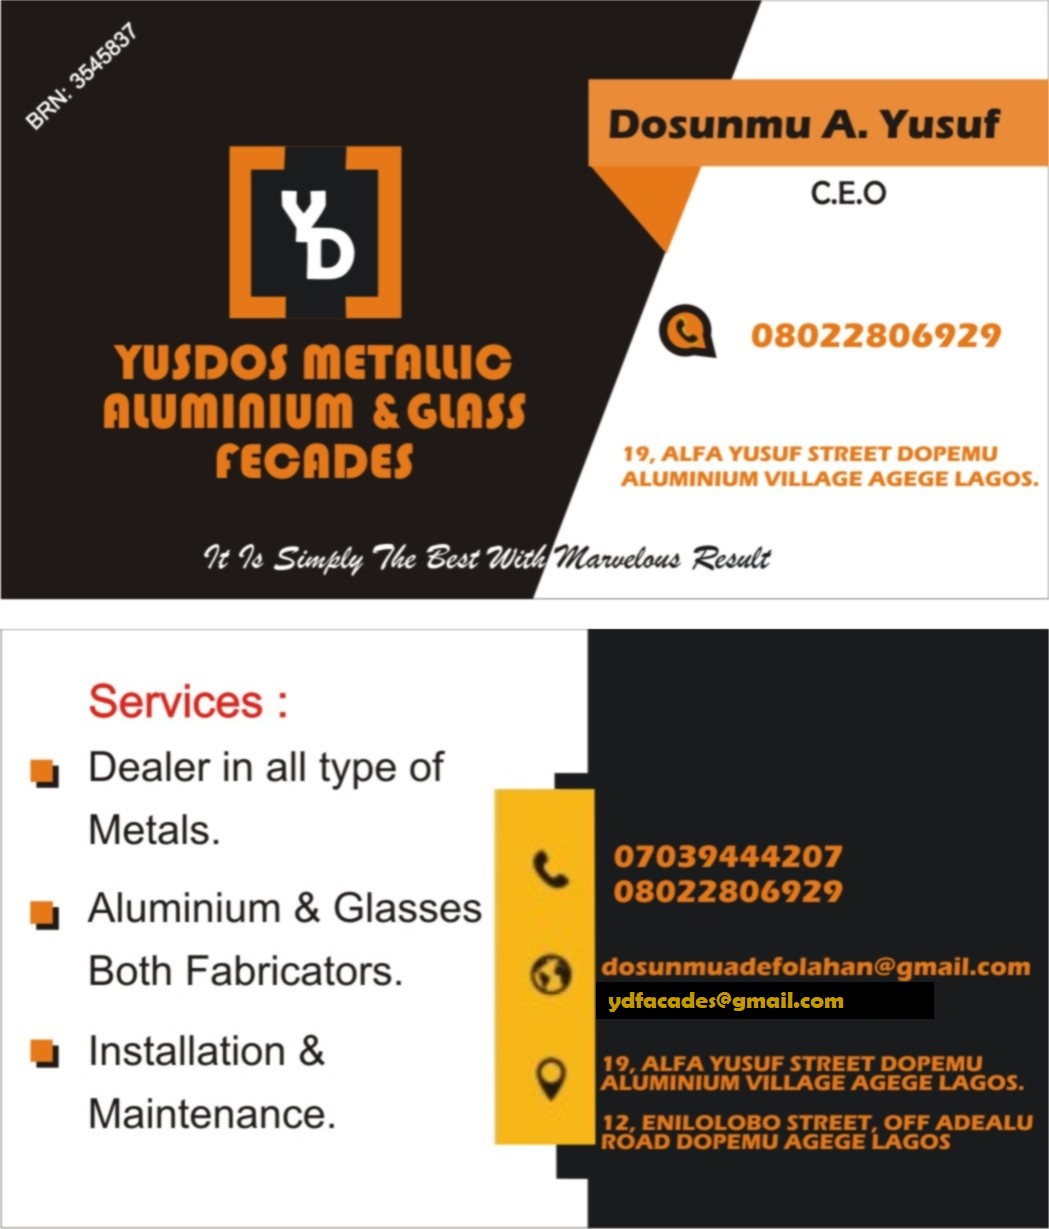 BRN: 3545837
YD
YUSDOS METALLIC
ALUMINIUM & GLASS
FECADES
Dosunmu A. Yusuf
C.E.O
08022806929
19, ALFA YUSUF STREET DOPEMU
ALUMINIUM VILLAGE AGEGE LAGOS.
It Is Simply The Best With Marvelous Result
Services :
Dealer in all type of
Metals.
Aluminium & Glasses
Both Fabricators.
Installation &
Maintenance.
07039444207
08022806929
dosunmuadefolahan@gmail.com
ydfacades@gmail.com
19, ALFA YUSUF STREET DOPEMU
ALUMINIUM VILLAGE AGEGE LAGOS.
12, ENILOLOBO STREET, OFF ADEALU
ROAD DOPEMU AGEGE LAGOS